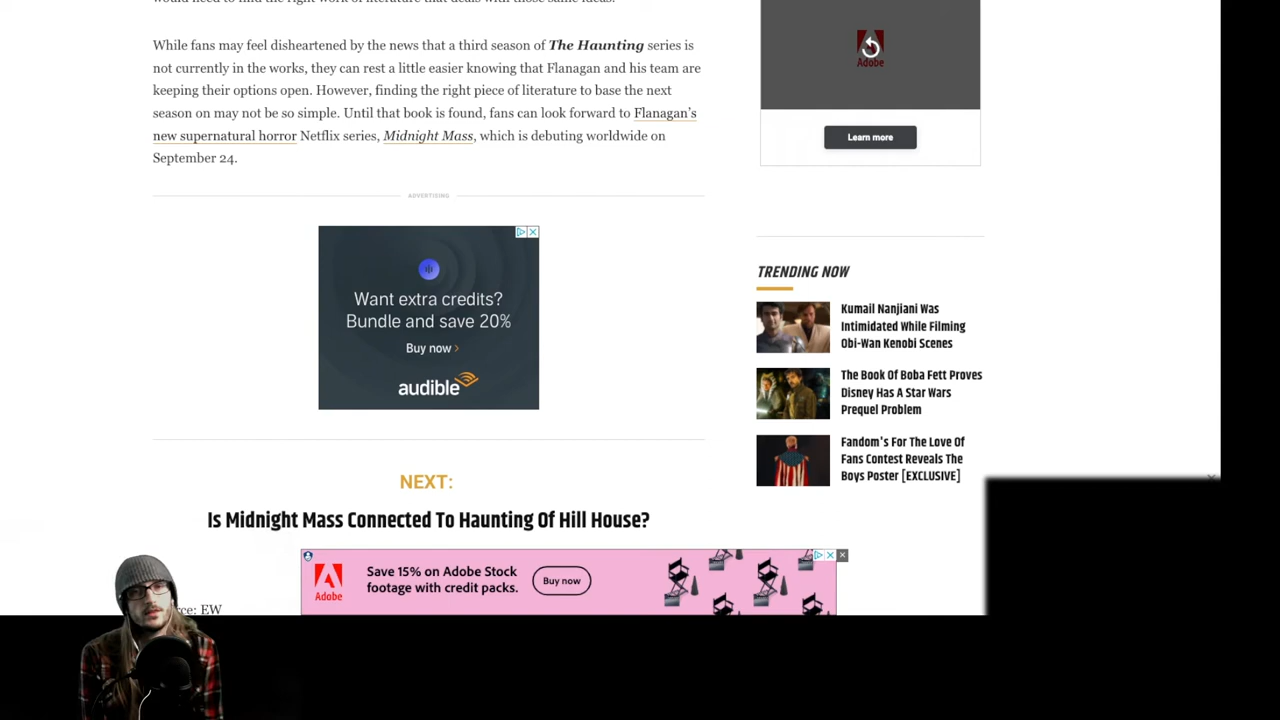 While fans may feel disheartened by the news that a third season of The Haunting series is
not currently in the works, they can rest a little easier knowing that Flanagan and his team are
keeping their options open. However, finding the right piece of literature to base the next
season on may not be so simple. Until that book is found, fans can look forward to Flanagan's
new supernatural horror Netflix series, Midnight Mass, which is debuting worldwide on
September 24.
ADVERTISING
Want extra credits?
Bundle and save 20%
Buy now ›
audible
NEXT:
Is Midnight Mass Connected To Haunting Of Hill House?
Adobe
Save 15% on Adobe Stock
footage with credit packs.
Buy now
EW
Adobe
Learn more
TRENDING NOW
Kumail Nanjiani Was
Intimidated While Filming
Obi-Wan Kenobi Scenes
The Book Of Boba Fett Proves
Disney Has A Star Wars
Prequel Problem
Fandom's For The Love Of
Fans Contest Reveals The
Boys Poster [EXCLUSIVE]